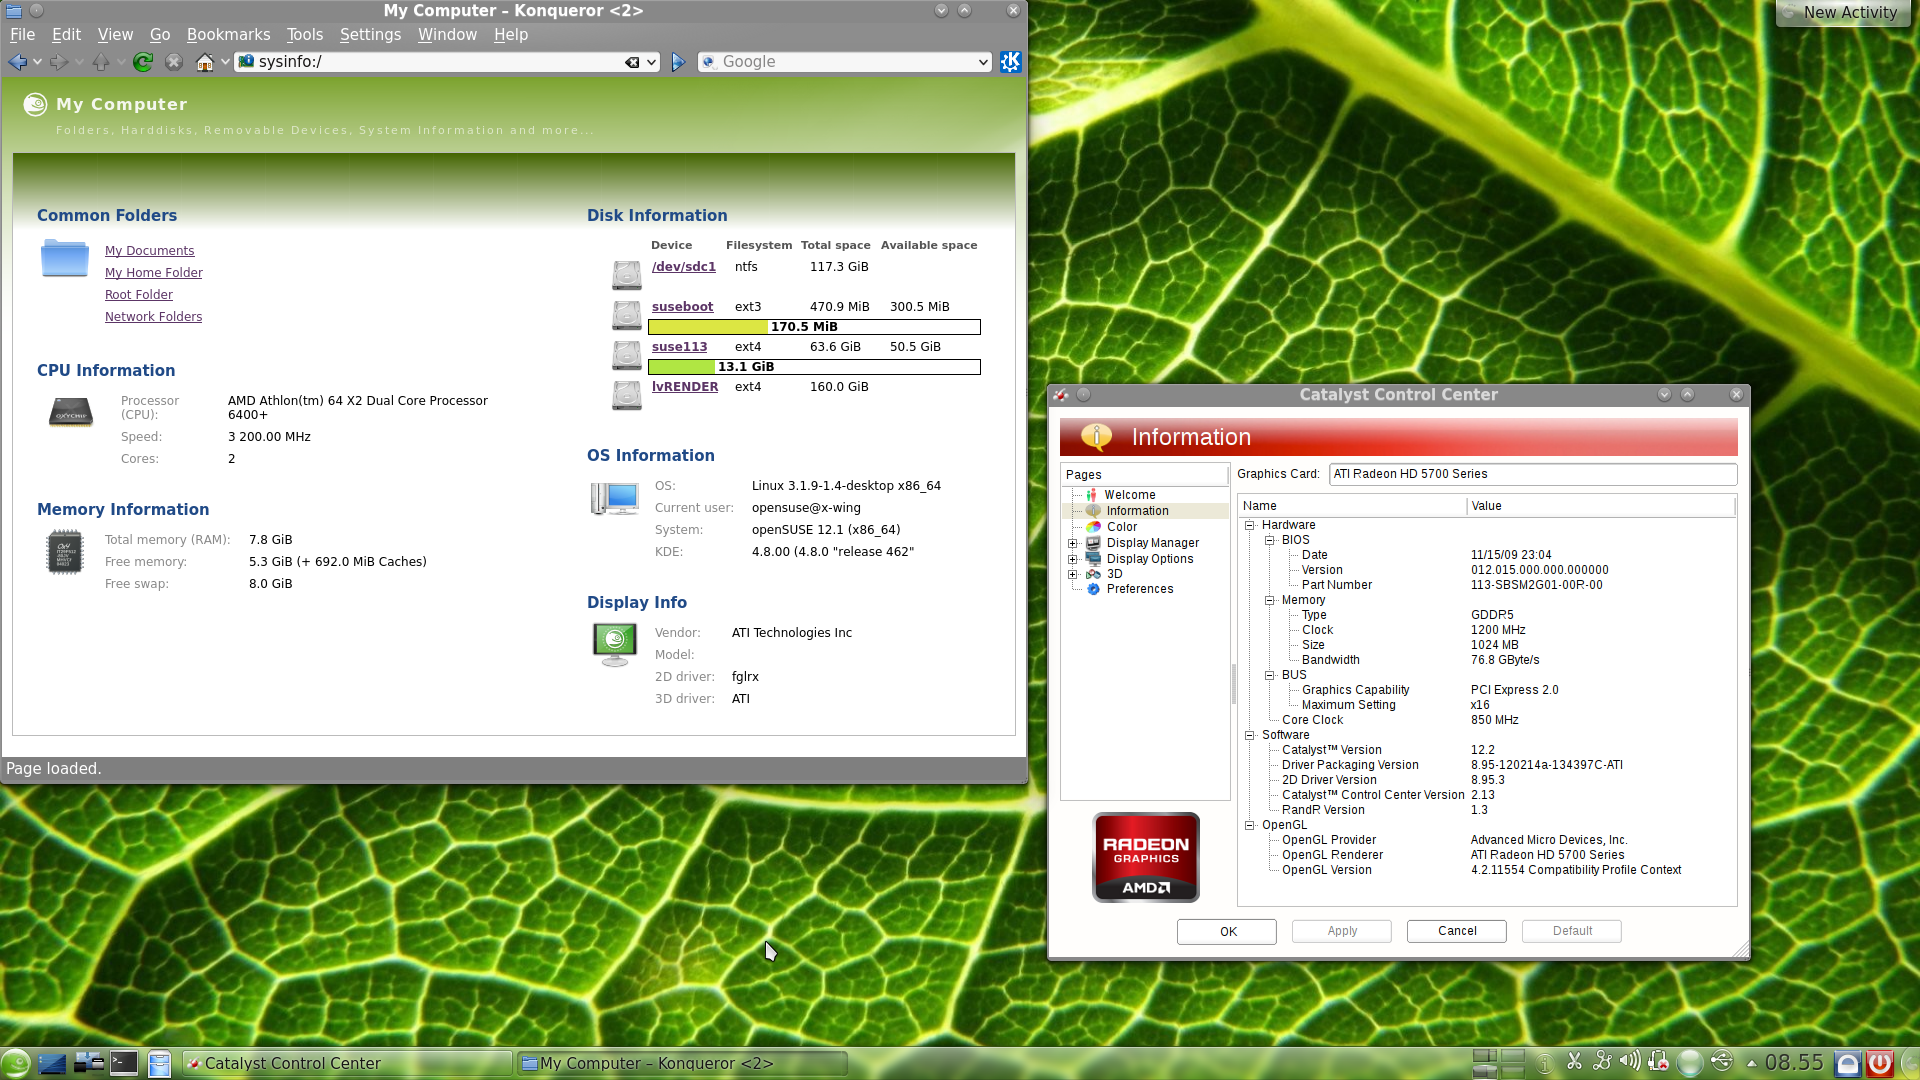 My Computer – Konqueror <2>
New Activity
File Edit View Go Bookmarks Tools Settings Window Help
sysinfo:/
Google
My Computer
Folders, Harddisks, Removable Devices, System Information and more...
Common Folders
My Documents
My Home Folder
Root Folder
Network Folders
CPU Information
Processor (CPU): AMD Athlon(tm) 64 X2 Dual Core Processor 6400+
Speed: 3 200.00 MHz
Cores: 2
Memory Information
Total memory (RAM): 7.8 GiB
Free memory: 5.3 GiB (+ 692.0 MiB Caches)
Free swap: 8.0 GiB
Disk Information
Device Filesystem Total space Available space
/dev/sdc1 ntfs 117.3 GiB
suseboot ext3 470.9 MiB 300.5 MiB
170.5 MiB
suse113 ext4 63.6 GiB 50.5 GiB
13.1 GiB
lvRENDER ext4 160.0 GiB
OS Information
OS: Linux 3.1.9-1.4-desktop x86_64
Current user: opensuse@x-wing
System: openSUSE 12.1 (x86_64)
KDE: 4.8.00 (4.8.0 "release 462"
Display Info
Vendor: ATI Technologies Inc
Model:
2D driver: fglrx
3D driver: ATI
Page loaded.
Catalyst Control Center
Information
Pages
Welcome
Information
Color
Display Manager
Display Options
3D
Preferences
RADEON
GRAPHICS
AMD
Graphics Card: ATI Radeon HD 5700 Series
Name Value
Hardware
BIOS
Date 11/15/09 23:04
Version 012.015.000.000.000000
Part Number 113-SBSM2G01-00R-00
Memory
Type GDDR5
Clock 1200 MHz
Size 1024 MB
Bandwidth 76.8 GByte/s
BUS
Graphics Capability PCI Express 2.0
Maximum Setting x16
Core Clock 850 MHz
Software
Catalyst™ Version 12.2
Driver Packaging Version 8.95-120214a-134397C-ATI
2D Driver Version 8.95.3
Catalyst™ Control Center Version 2.13
RandR Version 1.3
OpenGL
OpenGL Provider Advanced Micro Devices, Inc.
OpenGL Renderer ATI Radeon HD 5700 Series
OpenGL Version 4.2.11554 Compatibility Profile Context
OK Apply Cancel Default
Catalyst Control Center
My Computer – Konqueror <2>
08.55